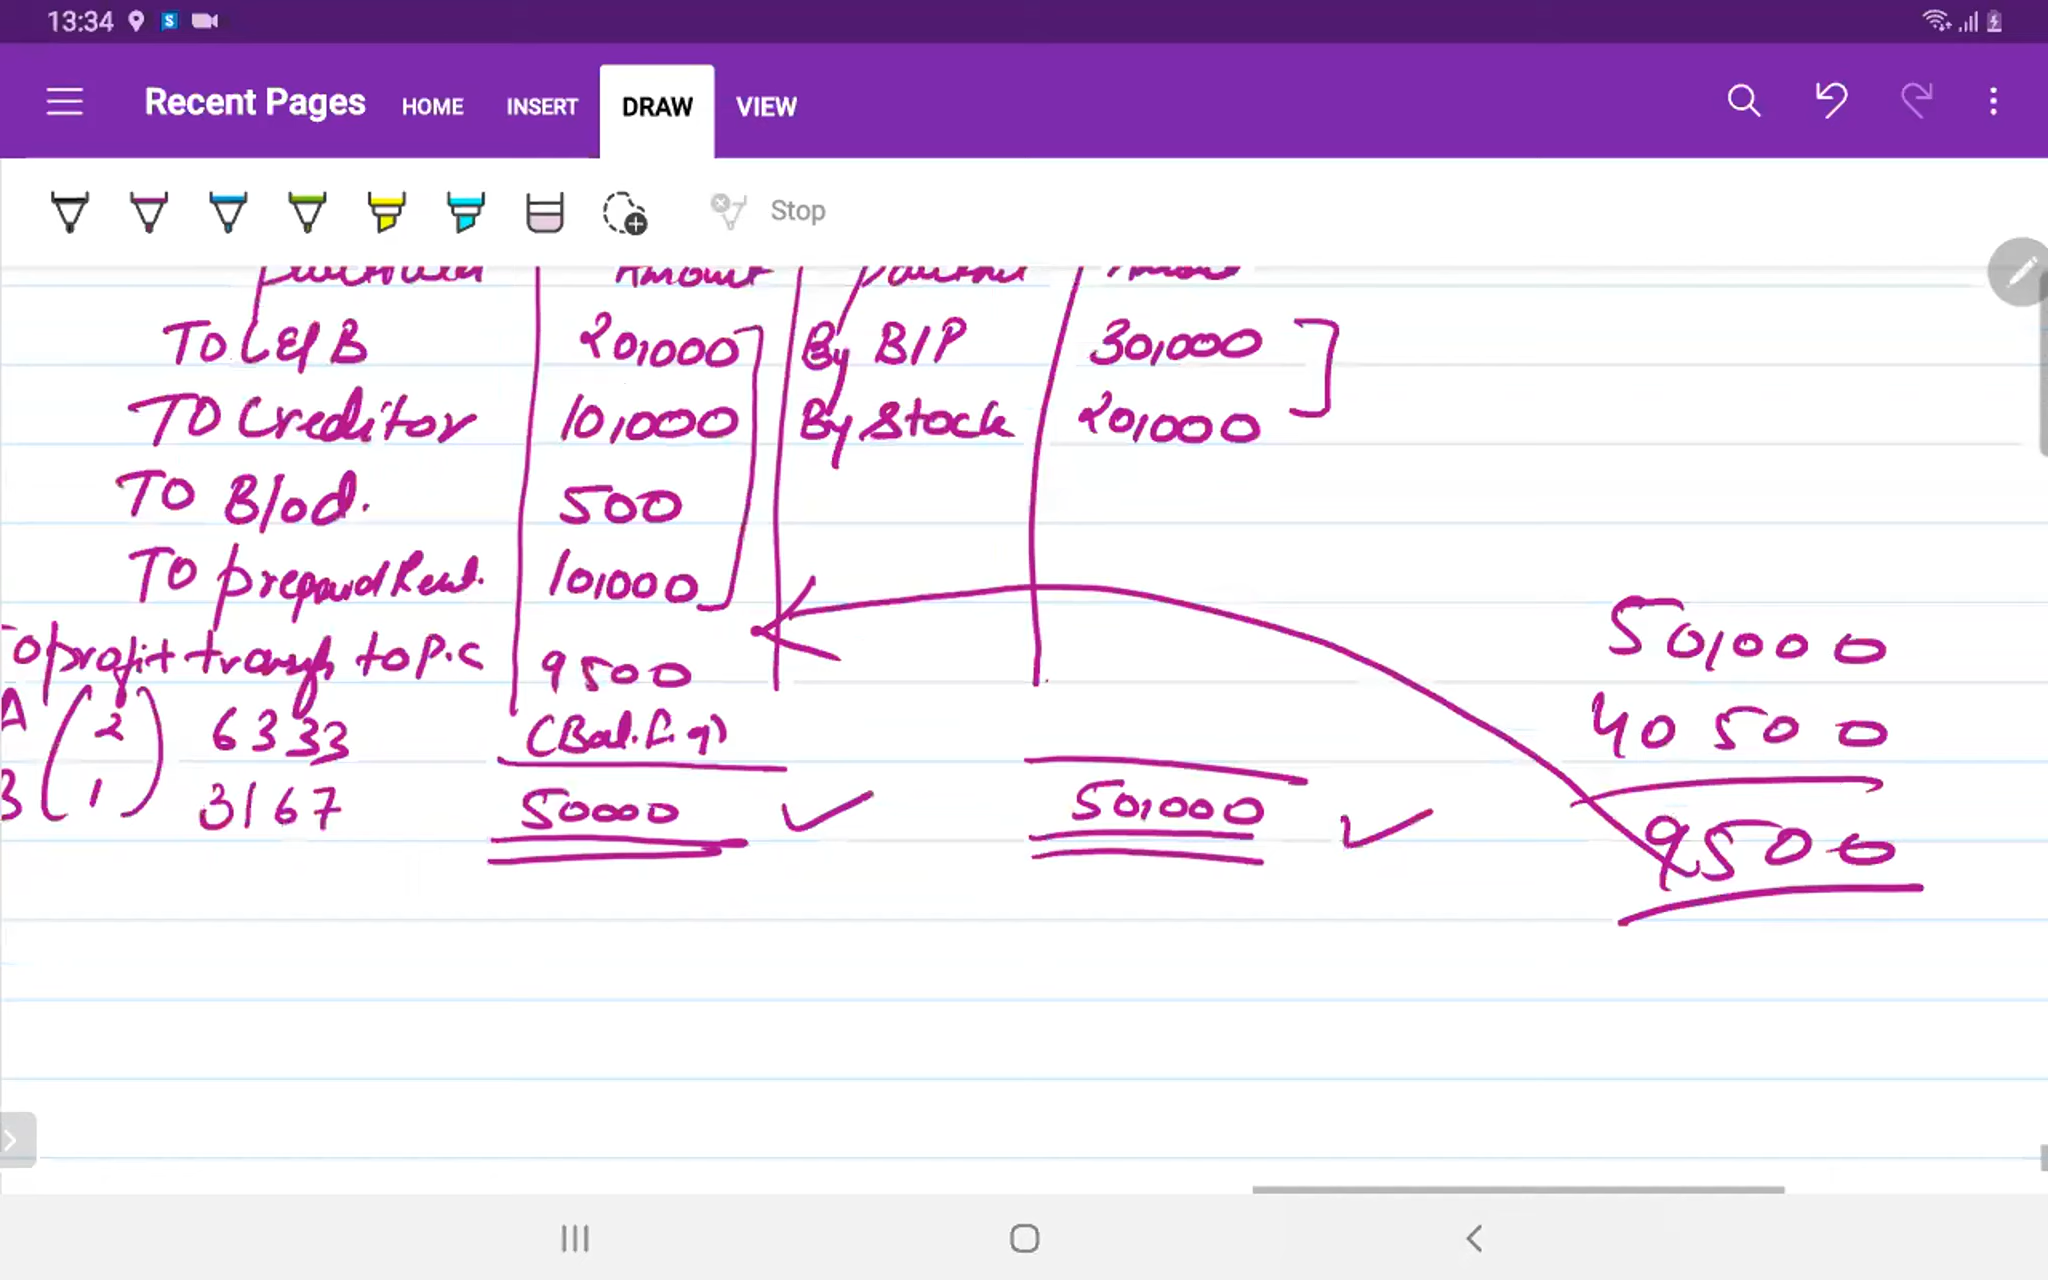 13:34
Recent Pages HOME INSERT DRAW VIEW
Stop
Amount
To L&B 20,000 By B/P 30,000
To Creditor 10,000 By Stock 20,000
To B/od. 500
To prepaid Rent. 10,000
To profit to P.C 9500
A 2 6333 (Bal. fig)
B 1 3167 50000 50,000
50,000
40 500
9500